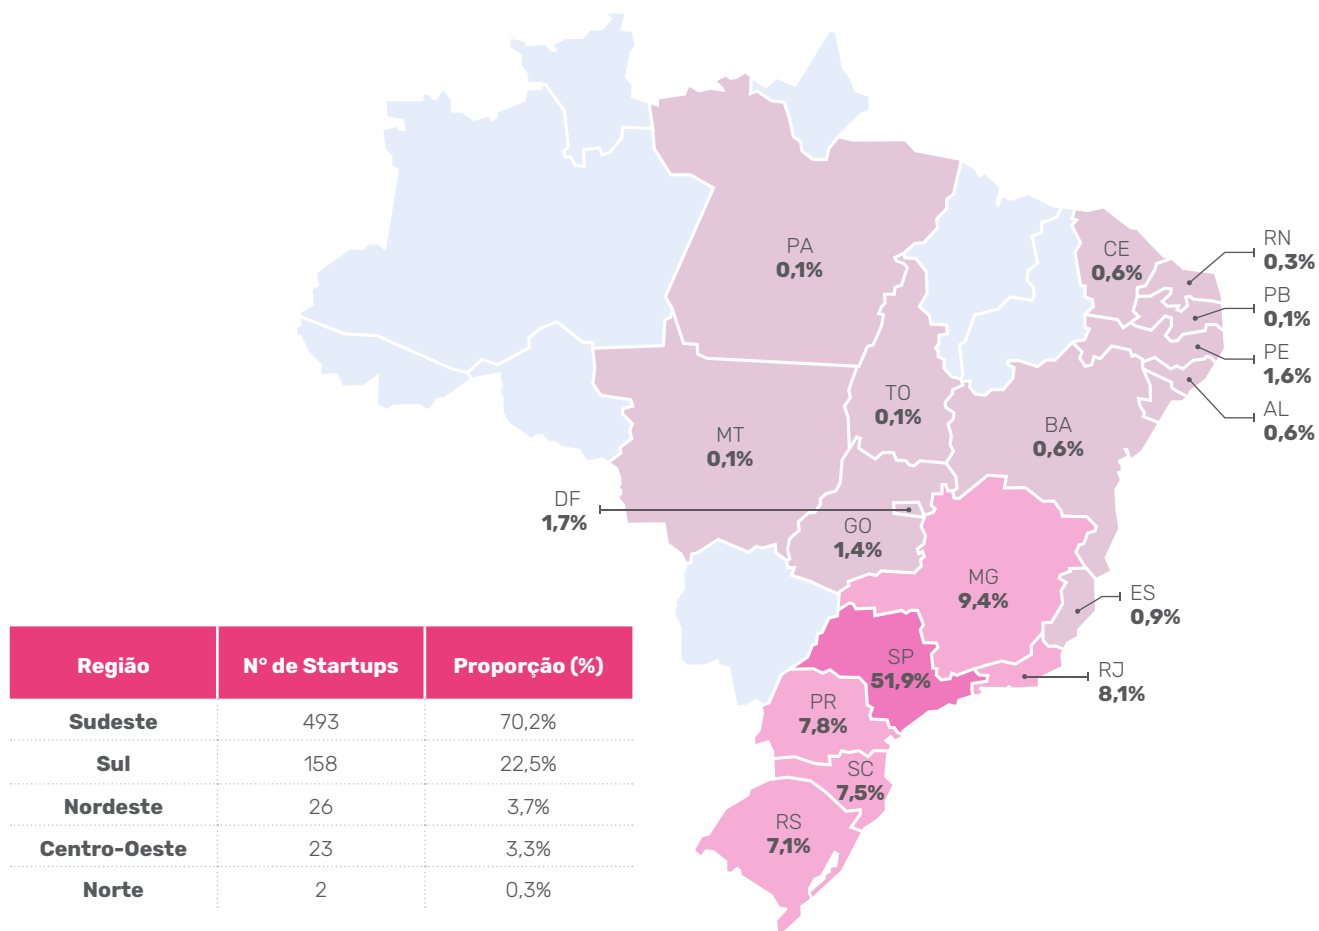 PA
0,1%
CE
0,6%
RN
0,3%
PB
0,1%
PE
1,6%
AL
0,6%
TO
0,1%
BA
0,6%
MT
0,1%
DF
1,7%
GO
1,4%
MG
9,4%
ES
0,9%
SP
51,9%
RJ
8,1%
PR
7,8%
SC
7,5%
RS
7,1%
Região N° de Startups Proporção (%)
Sudeste 493 70,2%
Sul 158 22,5%
Nordeste 26 3,7%
Centro-Oeste 23 3,3%
Norte 2 0,3%